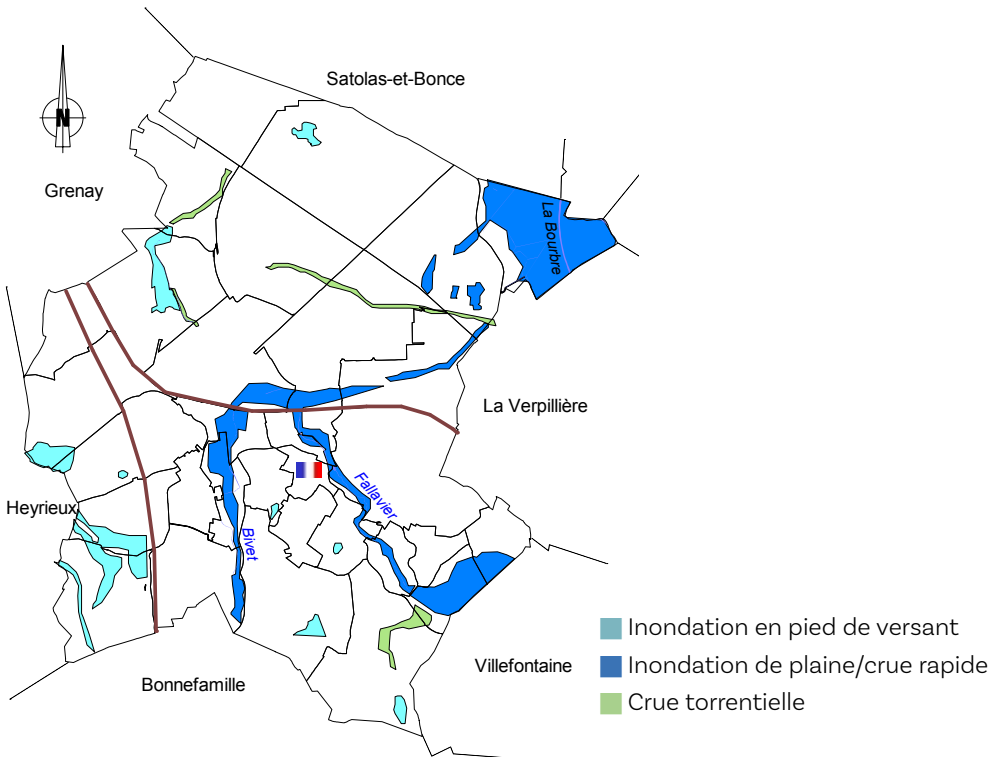 Satolas-et-Bonce
N
Grenay
La Bourbre
La Verpillière
Fallavier
Heyrieux
Bivet
Inondation en pied de versant
Villefontaine
Inondation de plaine/crue rapide
Bonnefamille
Crue torrentielle